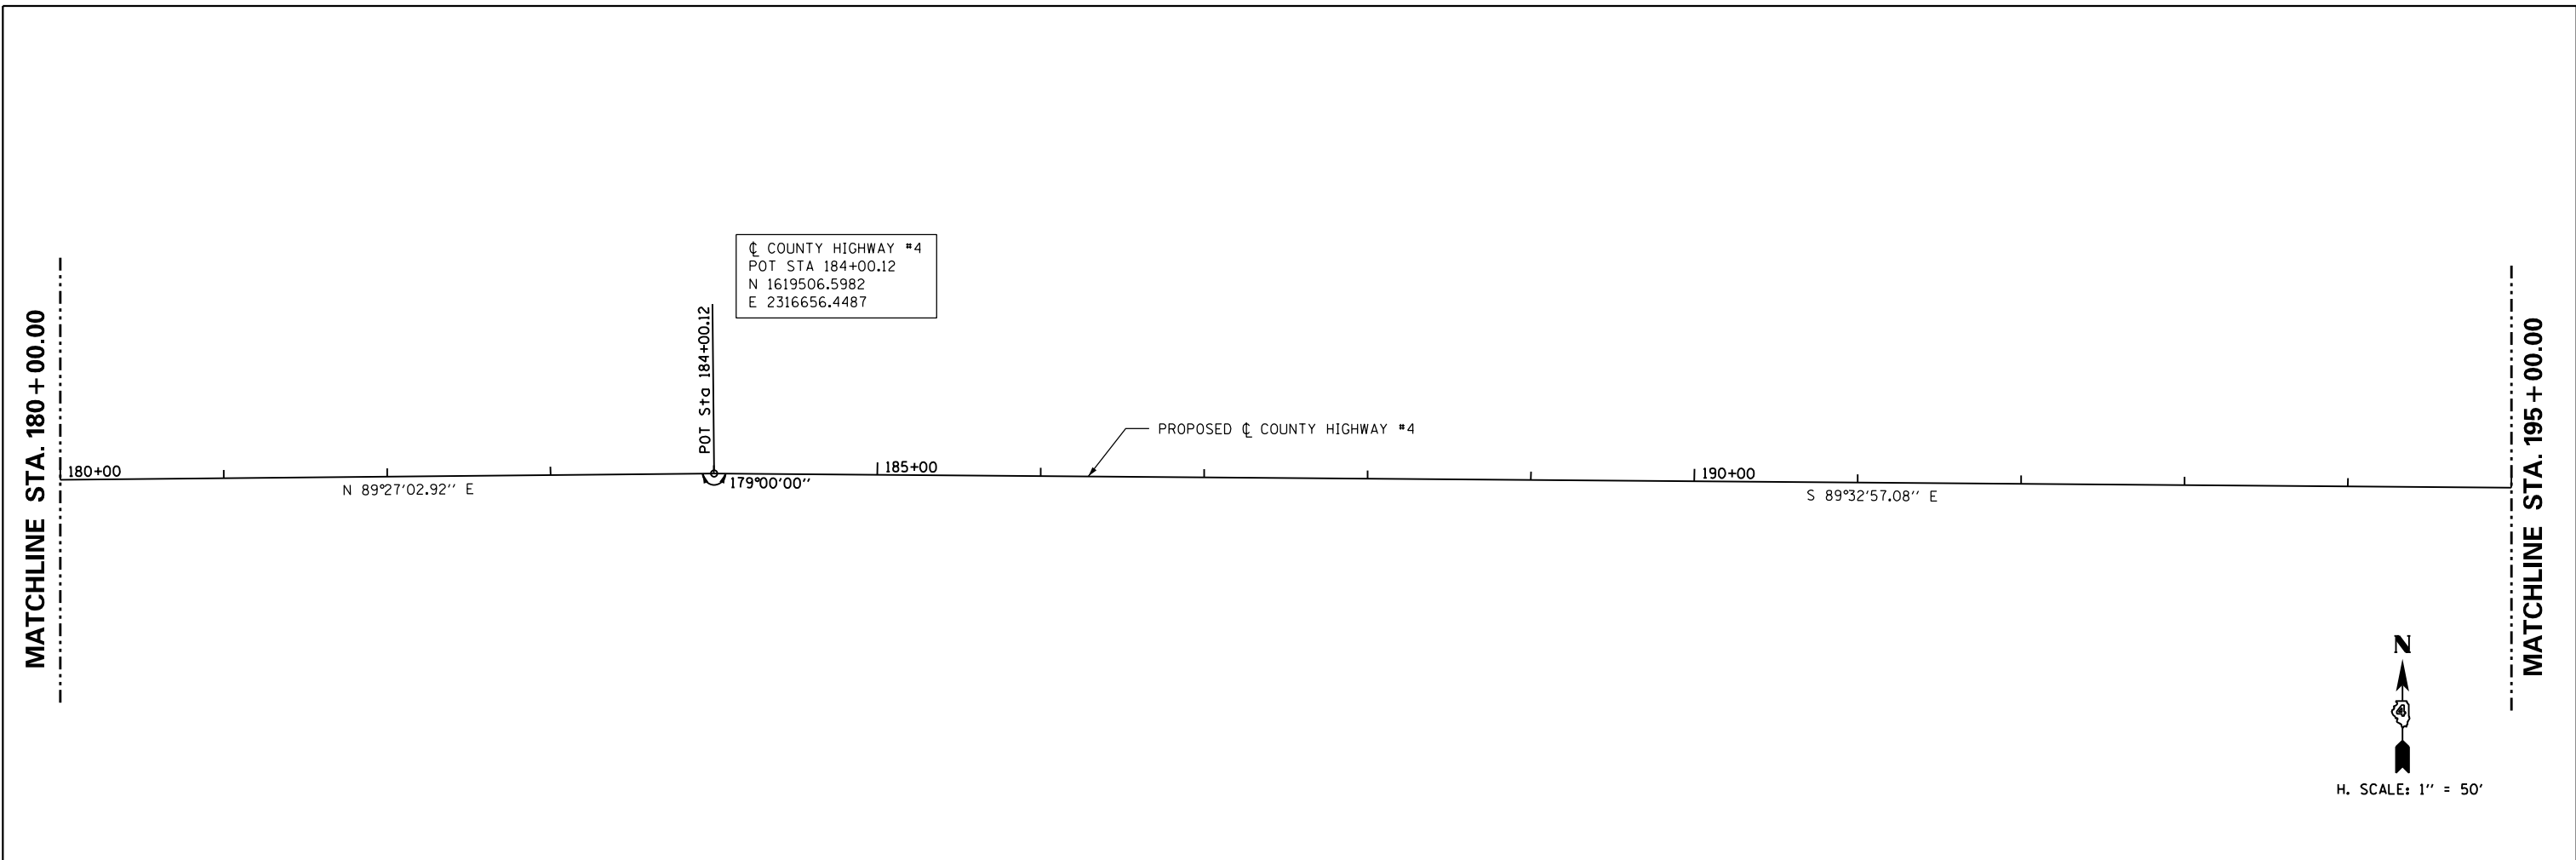 ℄ COUNTY HIGHWAY #4
POT STA 184+00.12
N 1619506.5982
E 2316656.4487
MATCHLINE STA. 180+00.00
POT Sta 184+00.12
MATCHLINE STA. 195+00.00
PROPOSED ℄ COUNTY HIGHWAY #4
180+00
185+00
190+00
N 89°27'02.92" E
179°00'00"
S 89°32'57.08" E
N
4
H. SCALE: 1" = 50'